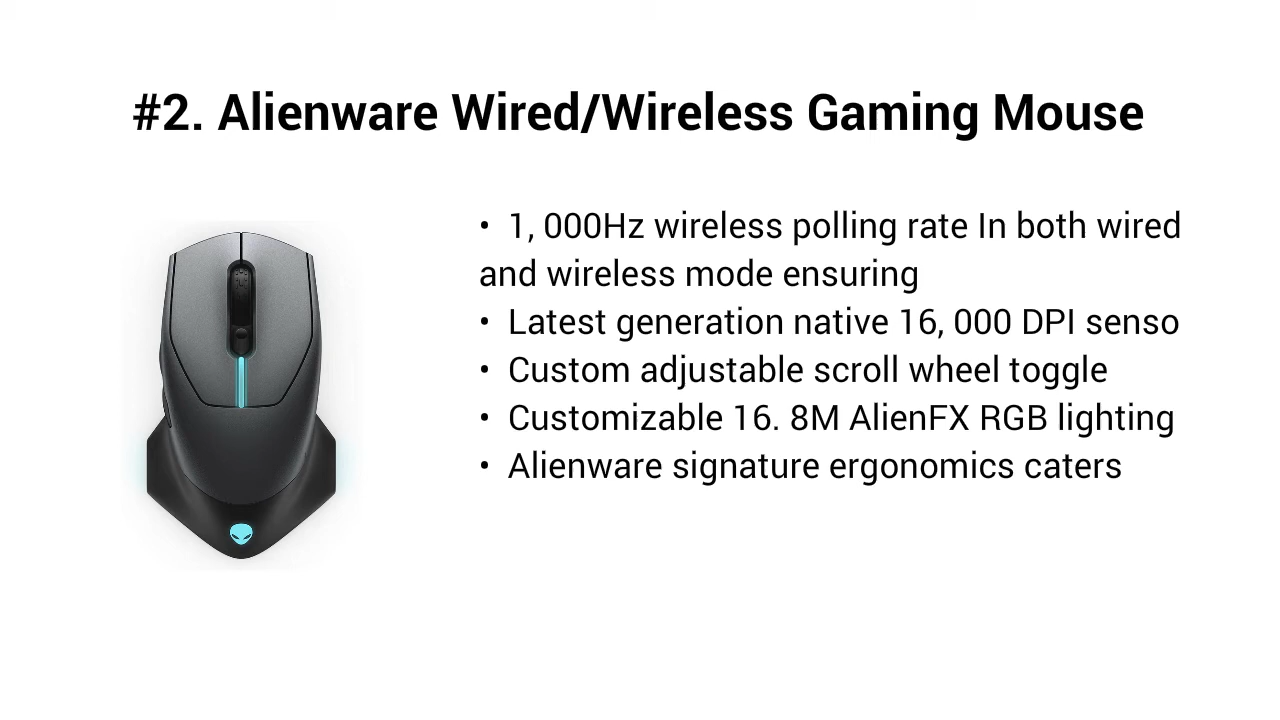 #2. Alienware Wired/Wireless Gaming Mouse
• 1, 000Hz wireless polling rate In both wired
and wireless mode ensuring
• Latest generation native 16, 000 DPI senso
• Custom adjustable scroll wheel toggle
• Customizable 16. 8M AlienFX RGB lighting
• Alienware signature ergonomics caters